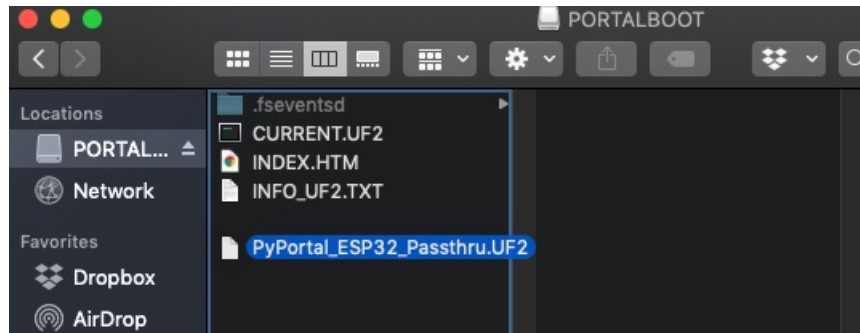 PORTALBOOT
Locations
PORTAL...
Network
Favorites
Dropbox
AirDrop
.fseventsd
CURRENT.UF2
INDEX.HTM
INFO_UF2.TXT
PyPortal_ESP32_Passthru.UF2